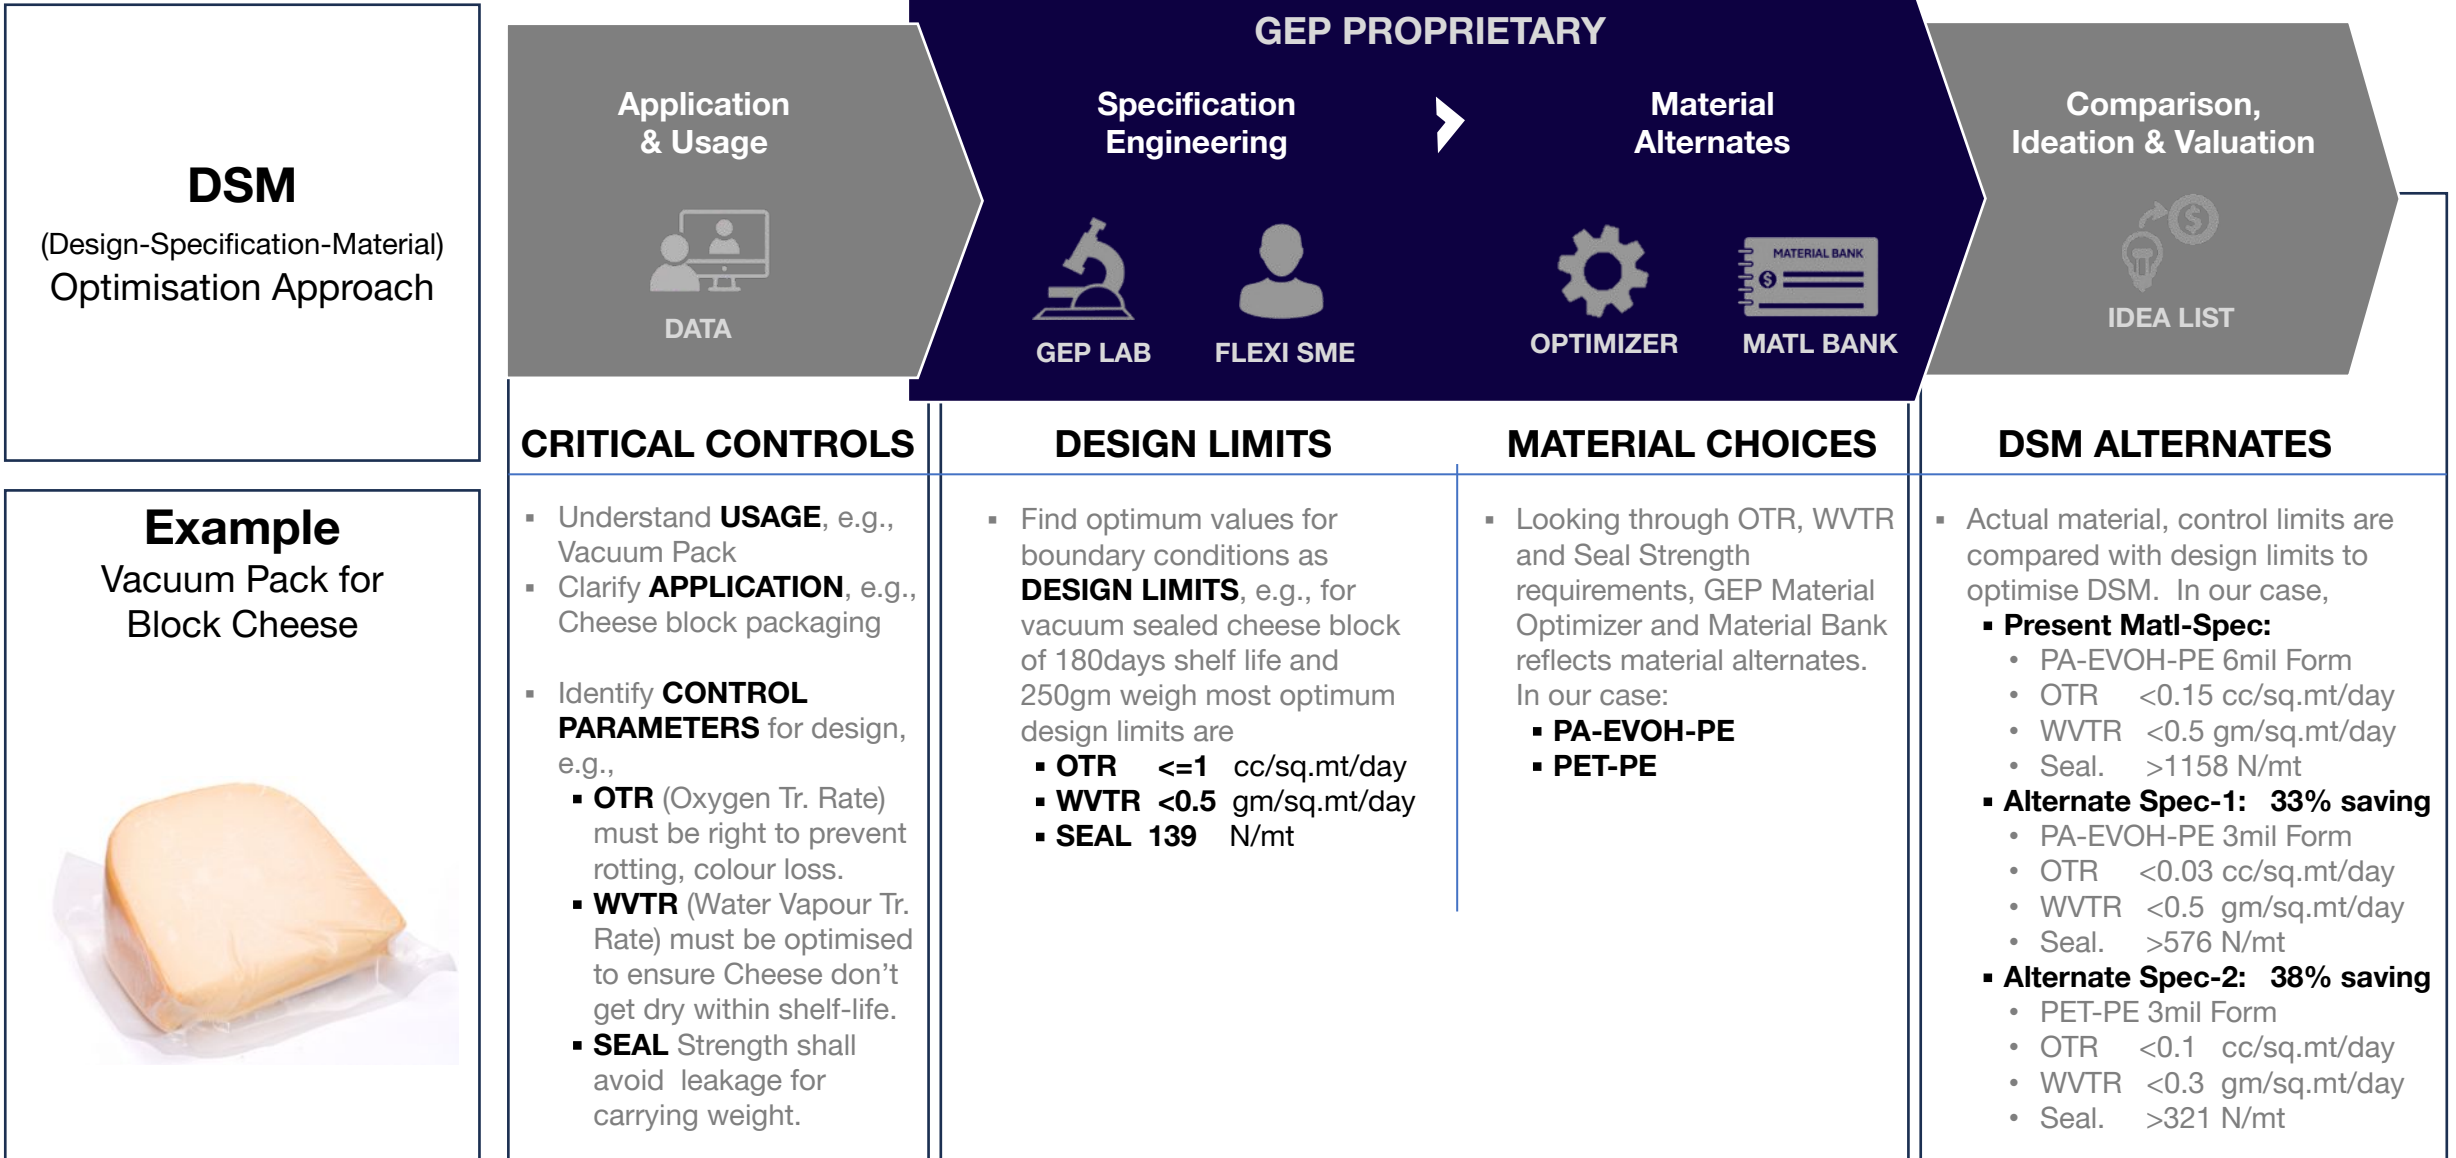 DSM
(Design-Specification-Material)
Optimisation Approach
GEP PROPRIETARY
Application
& Usage
DATA
Specification
Engineering
GEP LAB
FLEXI SME
Material
Alternates
OPTIMIZER
MATERIAL BANK
MATL BANK
Comparison,
Ideation & Valuation
IDEA LIST
Example
Vacuum Pack for
Block Cheese
CRITICAL CONTROLS
▪ Understand USAGE, e.g.,
Vacuum Pack
▪ Clarify APPLICATION, e.g.,
Cheese block packaging
▪ Identify CONTROL
PARAMETERS for design,
e.g.,
▪ OTR (Oxygen Tr. Rate)
must be right to prevent
rotting, colour loss.
▪ WVTR (Water Vapour Tr.
Rate) must be optimised
to ensure Cheese don't
get dry within shelf-life.
▪ SEAL Strength shall
avoid leakage for
carrying weight.
DESIGN LIMITS
▪ Find optimum values for
boundary conditions as
DESIGN LIMITS, e.g., for
vacuum sealed cheese block
of 180days shelf life and
250gm weigh most optimum
design limits are
▪ OTR <=1 cc/sq.mt/day
▪ WVTR <0.5 gm/sq.mt/day
▪ SEAL 139 N/mt
MATERIAL CHOICES
▪ Looking through OTR, WVTR
and Seal Strength
requirements, GEP Material
Optimizer and Material Bank
reflects material alternates.
In our case:
▪ PA-EVOH-PE
▪ PET-PE
DSM ALTERNATES
▪ Actual material, control limits are
compared with design limits to
optimise DSM. In our case,
▪ Present Matl-Spec:
• PA-EVOH-PE 6mil Form
• OTR <0.15 cc/sq.mt/day
• WVTR <0.5 gm/sq.mt/day
• Seal. >1158 N/mt
▪ Alternate Spec-1: 33% saving
• PA-EVOH-PE 3mil Form
• OTR <0.03 cc/sq.mt/day
• WVTR <0.5 gm/sq.mt/day
• Seal. >576 N/mt
▪ Alternate Spec-2: 38% saving
• PET-PE 3mil Form
• OTR <0.1 cc/sq.mt/day
• WVTR <0.3 gm/sq.mt/day
• Seal. >321 N/mt